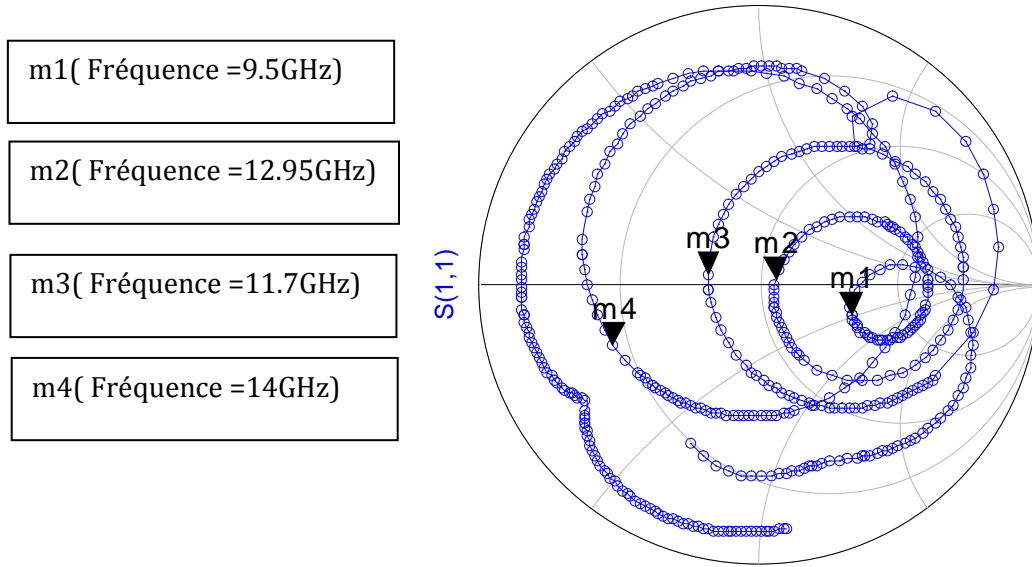 m1( Fréquence =9.5GHz)
m2( Fréquence =12.95GHz)
m3( Fréquence =11.7GHz)
m4( Fréquence =14GHz)
S(1,1)
m3
m2
m1
m4